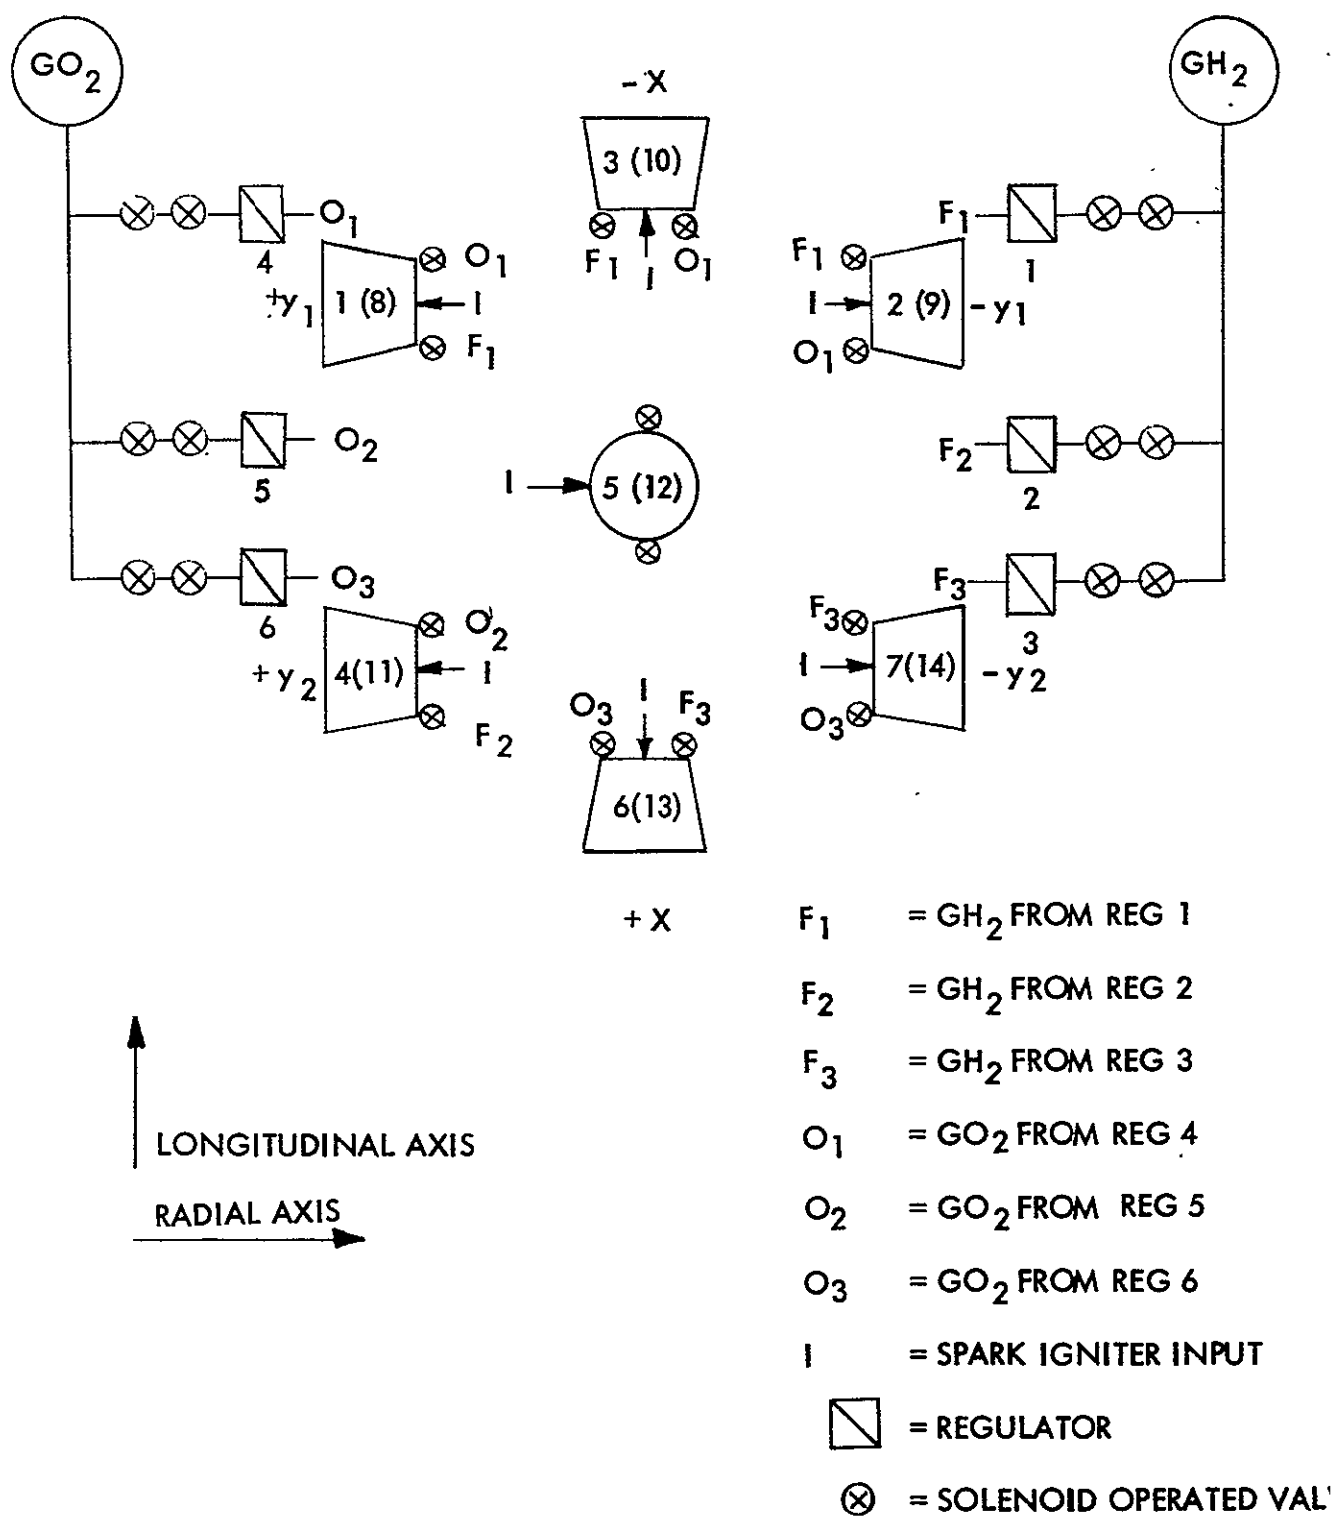 GO2
GH2
- X
3 (10)
F1
I
O1
O1
4
+y1
1 (8)
O1
I
F1
F1
1
F1
I
O1
2 (9)
- y1
O2
5
I
5 (12)
F2
2
O3
6
+ y2
4(11)
O2
I
F2
F3
3
F3
I
O3
7(14)
- y2
O3
I
F3
6(13)
+ X
F1 = GH2 FROM REG 1
F2 = GH2 FROM REG 2
F3 = GH2 FROM REG 3
O1 = GO2 FROM REG 4
O2 = GO2 FROM REG 5
O3 = GO2 FROM REG 6
I = SPARK IGNITER INPUT
= REGULATOR
= SOLENOID OPERATED
LONGITUDINAL AXIS
RADIAL AXIS